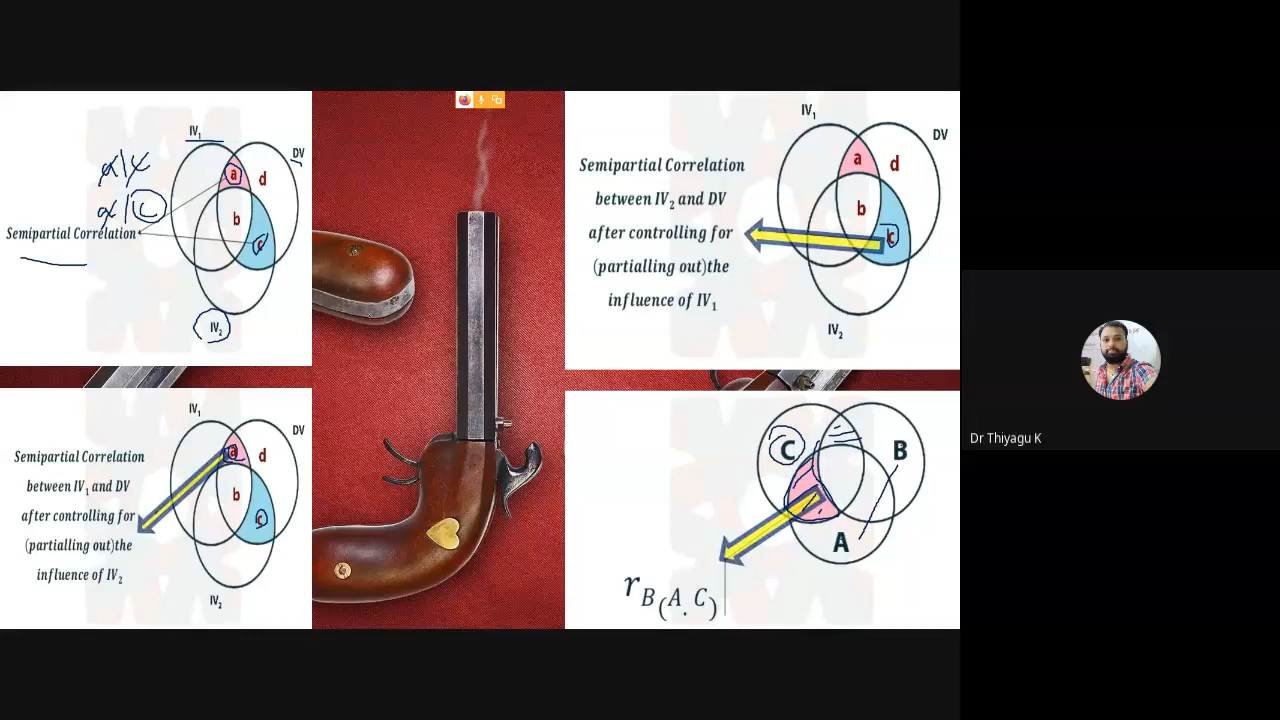 IV₁
DV
a
d
b
c
Semipartial Correlation
IV₂
IV₁
DV
a
d
b
c
Semipartial Correlation
between IV₂ and DV
after controlling for
(partialling out)the
influence of IV₁
IV₂
IV₁
DV
a
d
b
c
Semipartial Correlation
between IV₁ and DV
after controlling for
(partialling out)the
influence of IV₂
IV₂
C
B
A
r B(A.C)
Dr Thiyagu K